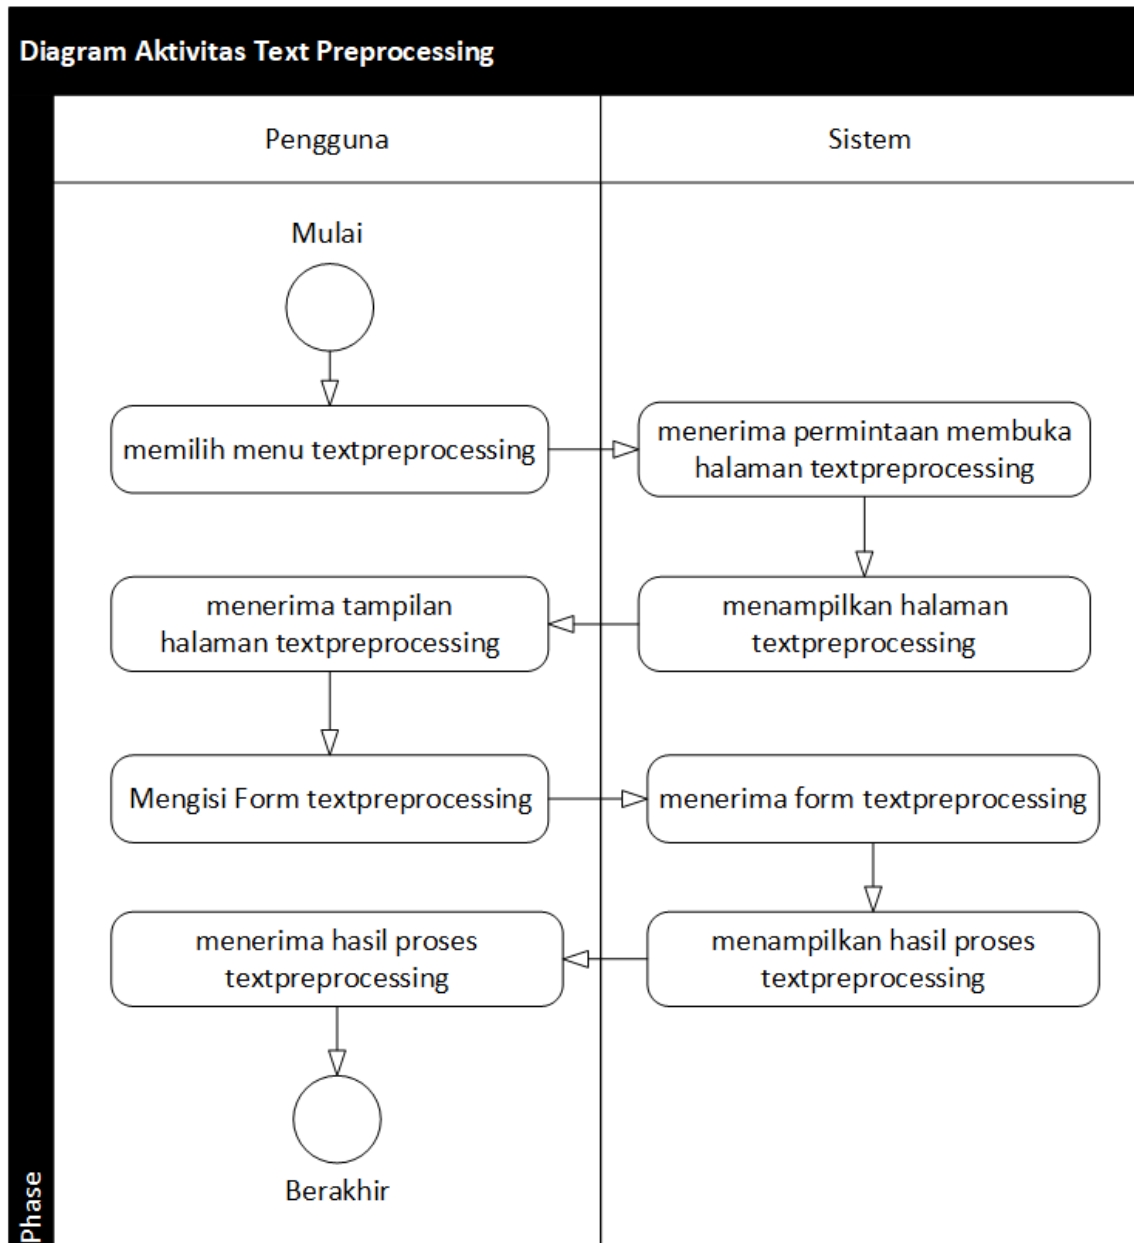 Diagram Aktivitas Text Preprocessing
Pengguna
Sistem
Mulai
memilih menu textpreprocessing
menerima permintaan membuka
halaman textpreprocessing
menerima tampilan
halaman textpreprocessing
menampilkan halaman
textpreprocessing
Mengisi Form textpreprocessing
menerima form textpreprocessing
menerima hasil proses
textpreprocessing
menampilkan hasil proses
textpreprocessing
Berakhir
Phase